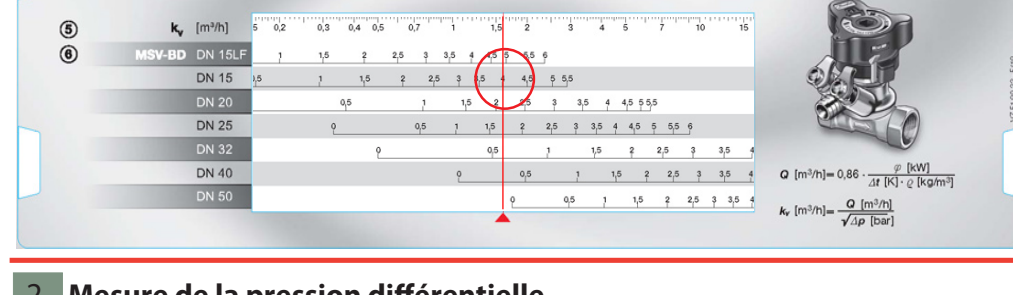 ⑤ kv [m³/h] 5 0,2 0,3 0,4 0,5 0,7 1 1,5 2 3 4 5 7 10 15
⑥ MSV-BD DN 15LF 1 1,5 2 2,5 3 3,5 4 4,5 5 5,5 6
DN 15 0,5 1 1,5 2 2,5 3 3,5 4 4,5 5 5,5
DN 20 0,5 1 1,5 2 2,5 3 3,5 4 4,5 5 5,5
DN 25 0 0,5 1 1,5 2 2,5 3 3,5 4 4,5 5 5,5 6
DN 32 0 0,5 1 1,5 2 2,5 3 3,5 4
DN 40 0 0,5 1 1,5 2 2,5 3 3,5 4
DN 50 0 0,5 1 1,5 2 2,5 3 3,5 4
Q [m³/h]= 0,86 · φ [kW] / Δt [K] · ϱ [kg/m³]
kv [m³/h]= Q [m³/h] / √Δp [bar]
2 Mesure de la pression différentielle